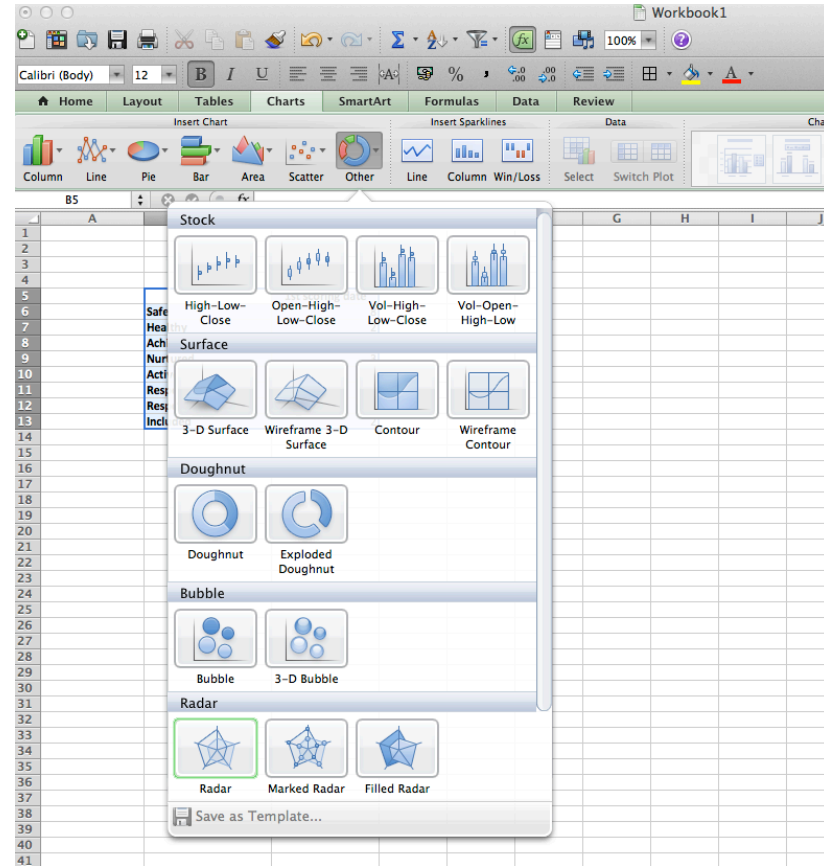 Workbook1
100%
Calibri (Body) 12 B I U A %
Home Layout Tables Charts SmartArt Formulas Data Review
Insert Chart Insert Sparklines Data Cha
Column Line Pie Bar Area Scatter Other Line Column Win/Loss Select Switch Plot
B5 fx
A G H I J
1
2
3
4
5
6
7
8
9
10
11
12
13
14
15
16
17
18
19
20
21
22
23
24
25
26
27
28
29
30
31
32
33
34
35
36
37
38
39
40
41
Safe
Healthy
Achi
Nurtured
Acti
Resp
Resp
Included
Stock
High-Low-Close
Open-High-Low-Close
Vol-High-Low-Close
Vol-Open-High-Low
Surface
3-D Surface
Wireframe 3-D Surface
Contour
Wireframe Contour
Doughnut
Doughnut
Exploded Doughnut
Bubble
Bubble
3-D Bubble
Radar
Radar
Marked Radar
Filled Radar
Save as Template...